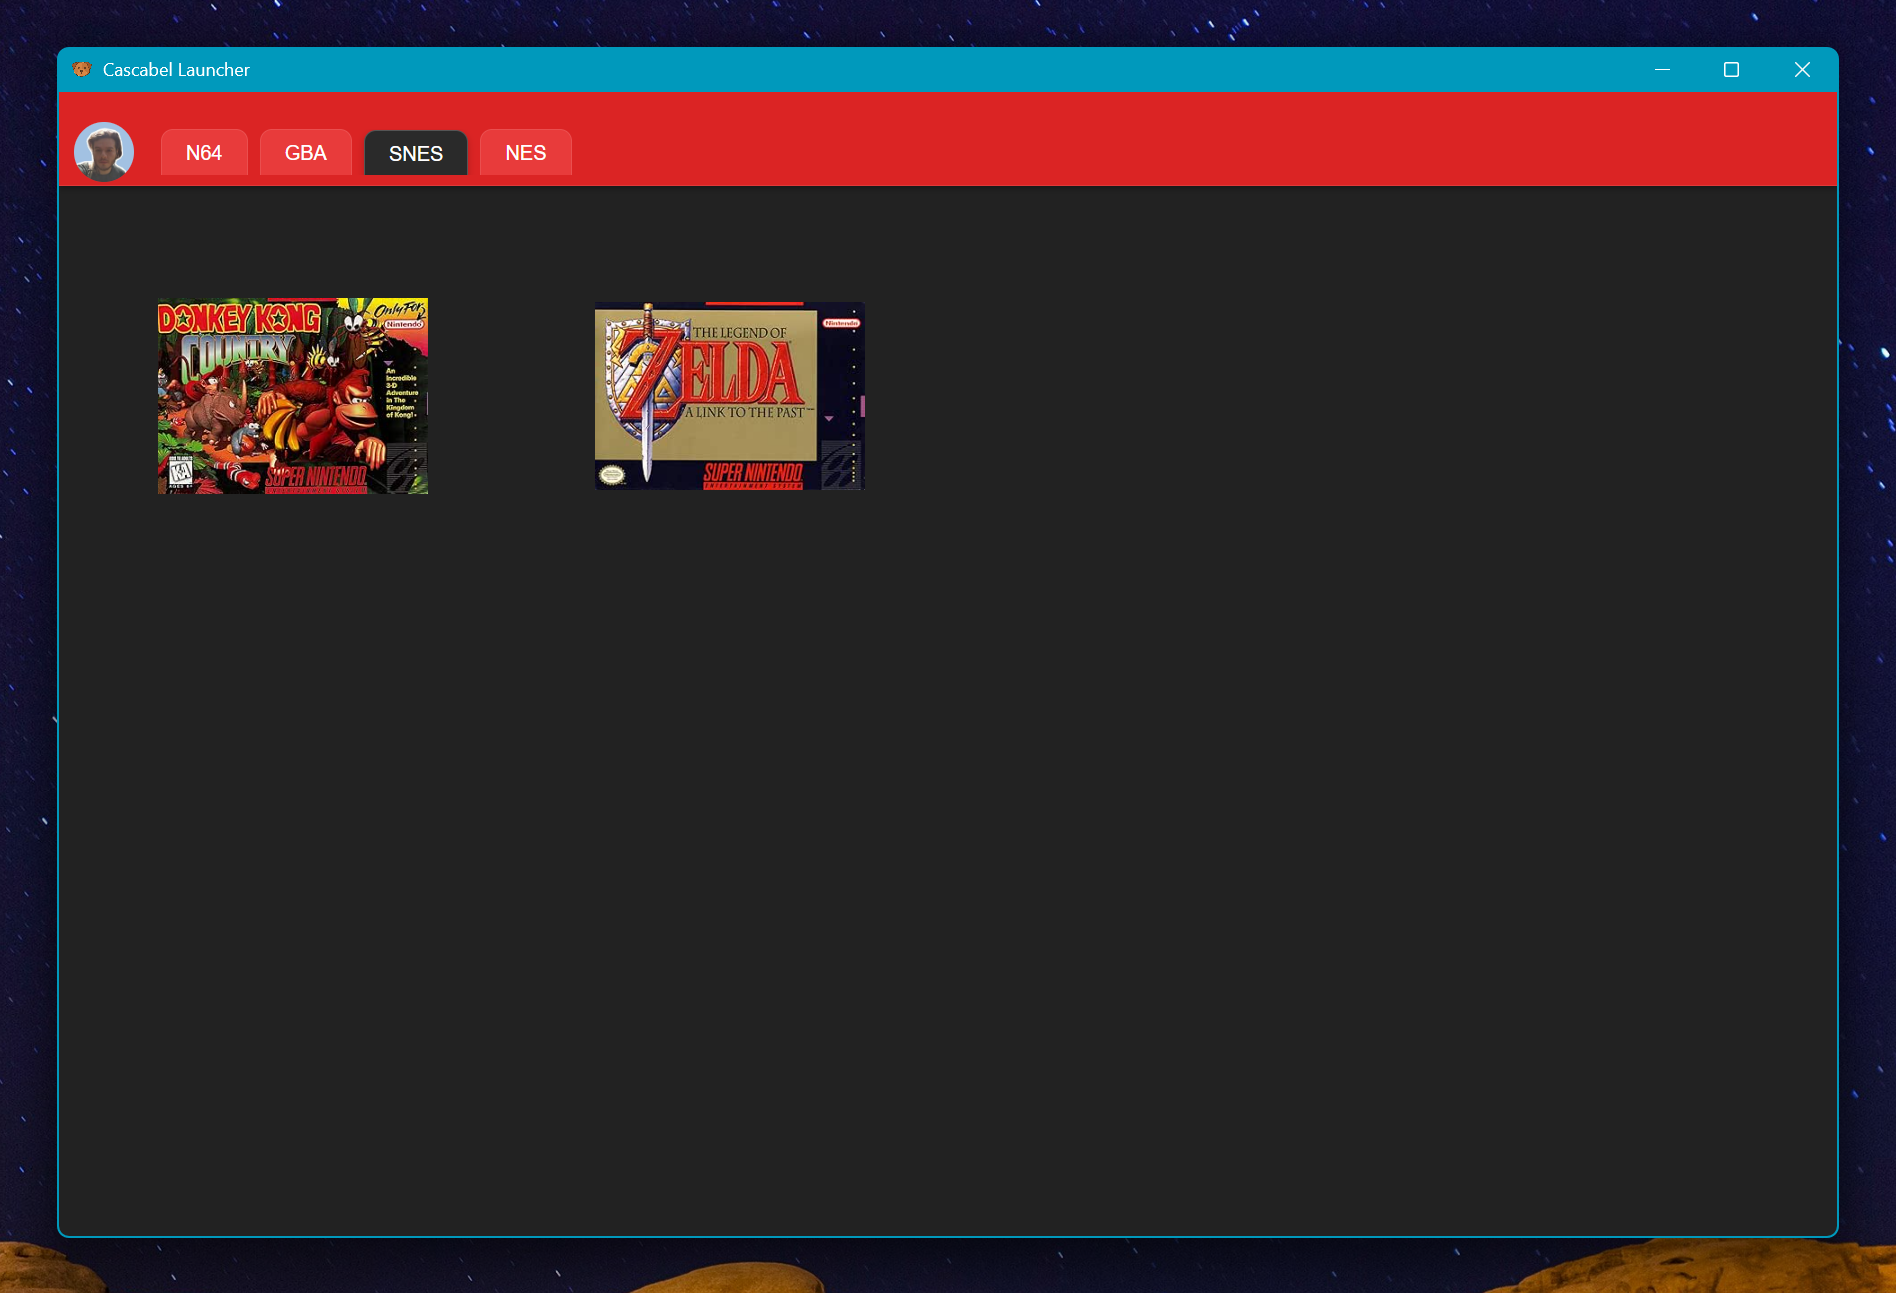 Cascabel Launcher
N64
GBA
SNES
NES
DONKEY KONG
COUNTRY
Only For
Nintendo
An
Incredible
3-D
Adventure
In The
Kingdom
of Kong!
K-A
SUPER NINTENDO
THE LEGEND OF
ZELDA
A LINK TO THE PAST
Nintendo
SUPER NINTENDO
ENTERTAINMENT SYSTEM